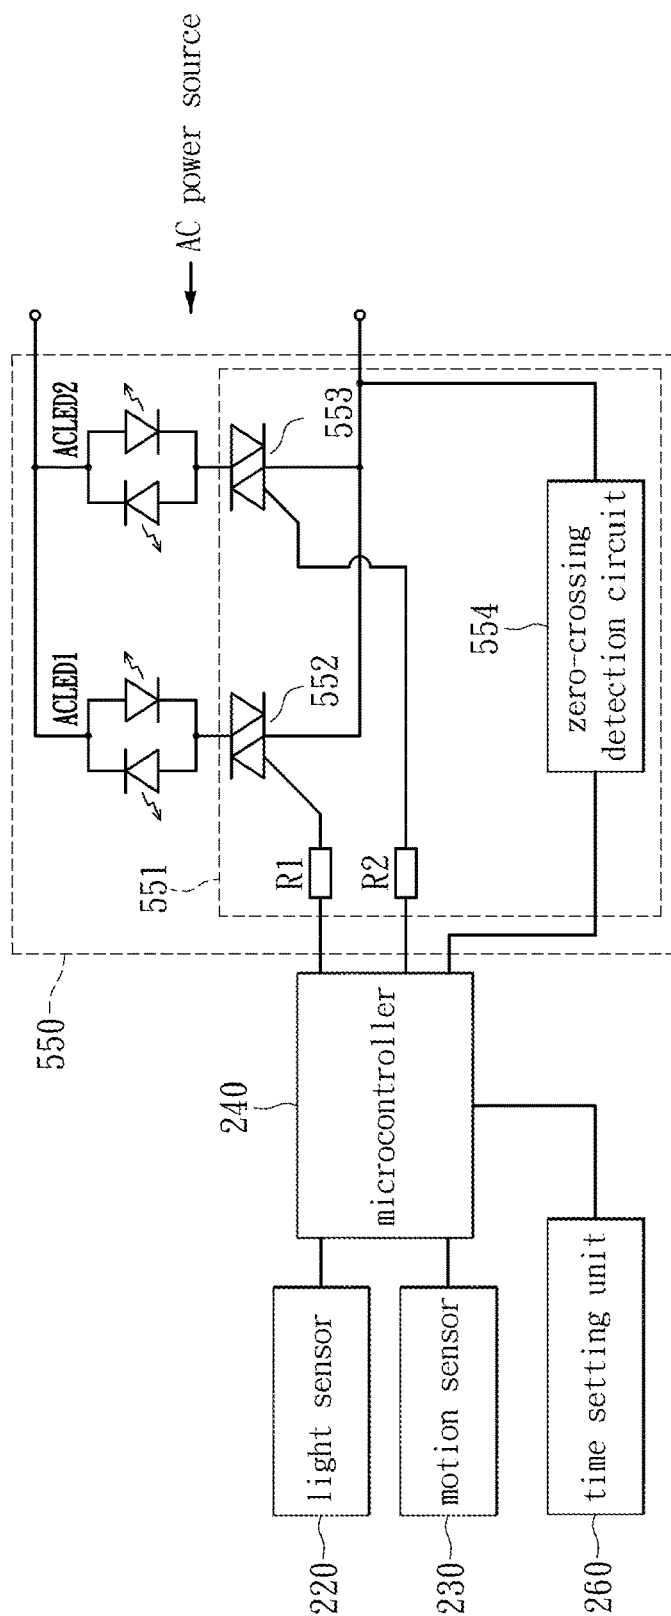 AC power source
550
ACLED1
ACLED2
551
552
553
R1
R2
240
microcontroller
554
zero-crossing
detection circuit
220
light sensor
230
motion sensor
260
time setting unit